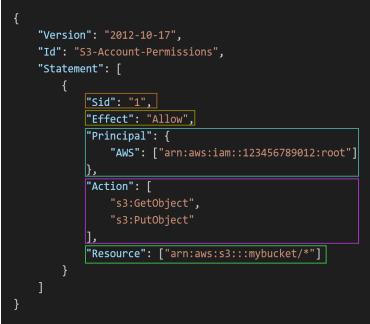 {
"Version": "2012-10-17",
"Id": "S3-Account-Permissions",
"Statement": [
{
"Sid": "1",
"Effect": "Allow",
"Principal": {
"AWS": ["arn:aws:iam::123456789012:root"]
},
"Action": [
"s3:GetObject",
"s3:PutObject"
],
"Resource": ["arn:aws:s3:::mybucket/*"]
}
]
}